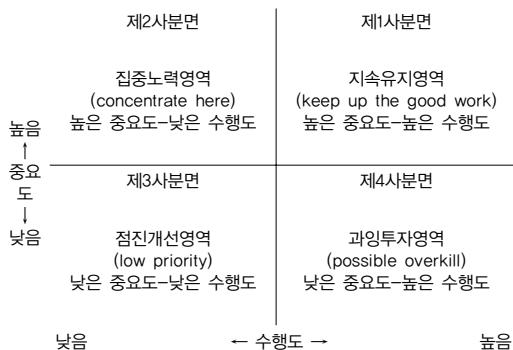 제2사분면
제1사분면
집중노력영역
(concentrate here)
높은 중요도-낮은 수행도
지속유지영역
(keep up the good work)
높은 중요도-높은 수행도
높음
↑
중요
도
↓
낮음
제3사분면
제4사분면
점진개선영역
(low priority)
낮은 중요도-낮은 수행도
과잉투자영역
(possible overkill)
낮은 중요도-높은 수행도
낮음 ← 수행도 → 높음